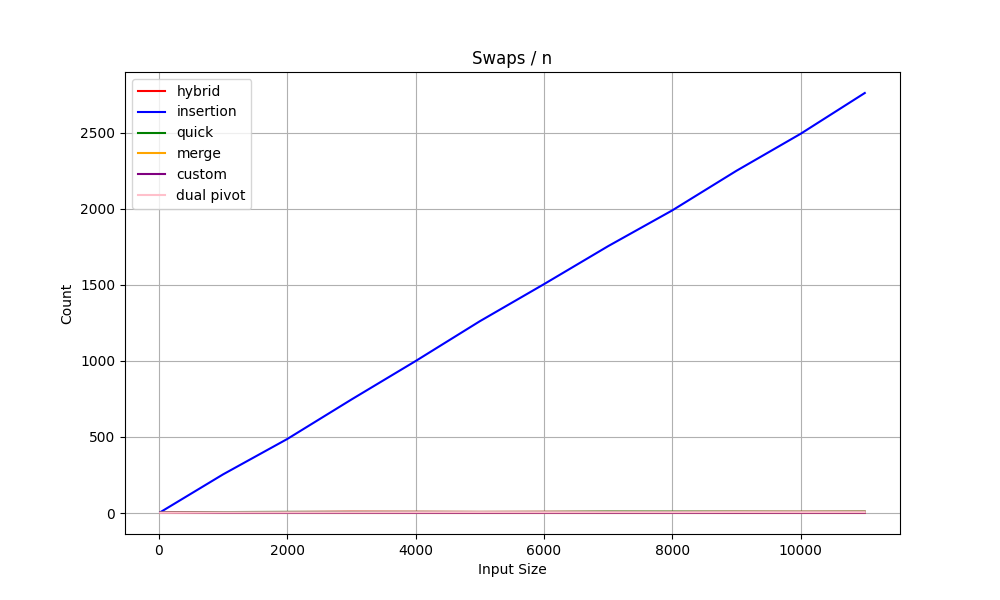 Swaps / n
hybrid
insertion
quick
merge
custom
dual pivot
Count
2500
2000
1500
1000
500
0
0 2000 4000 6000 8000 10000
Input Size